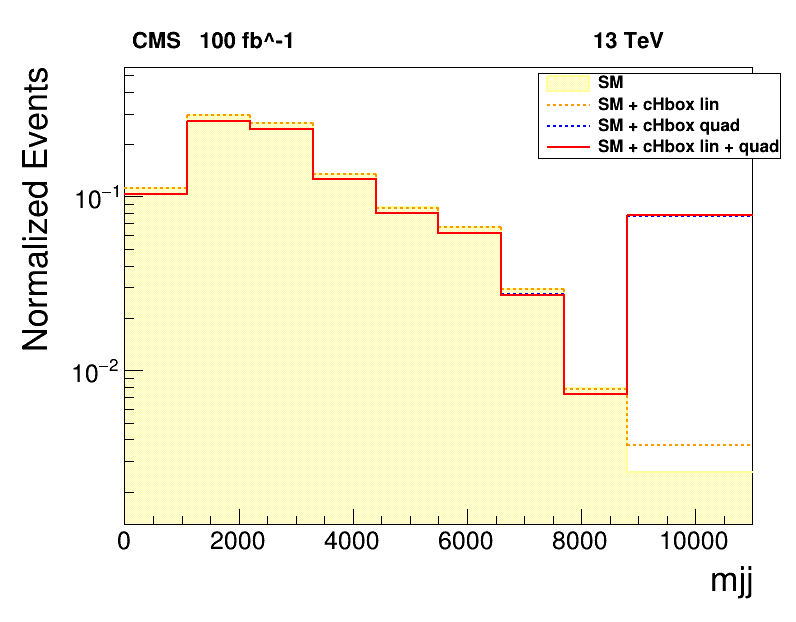 CMS 100 fb^-1 13 TeV
SM
SM + cHbox lin
SM + cHbox quad
SM + cHbox lin + quad
Normalized Events
10−1
10−2
0 2000 4000 6000 8000 10000
mjj